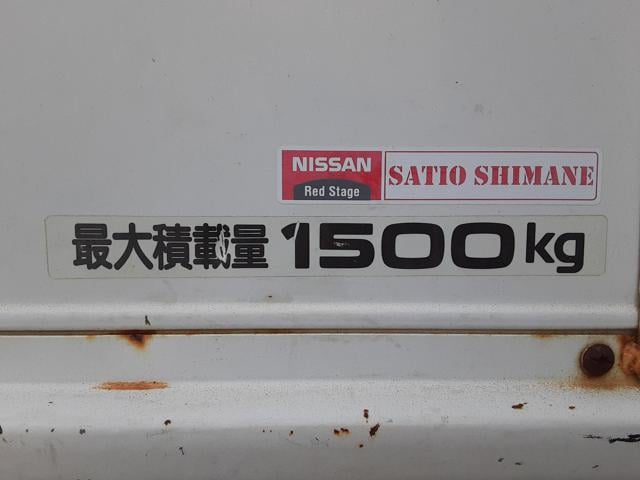 NISSAN
Red Stage
SATIO SHIMANE
最大積載量 1500kg